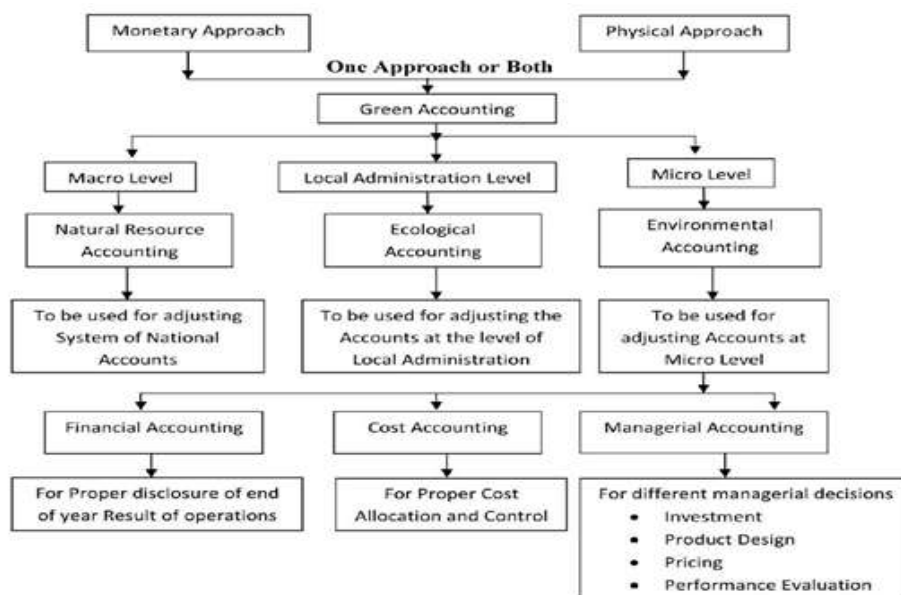 Monetary Approach
Physical Approach
One Approach or Both
Green Accounting
Macro Level
Local Administration Level
Micro Level
Natural Resource
Accounting
Ecological
Accounting
Environmental
Accounting
To be used for adjusting
System of National
Accounts
To be used for adjusting the
Accounts at the level of
Local Administration
To be used for
adjusting Accounts at
Micro Level
Financial Accounting
Cost Accounting
Managerial Accounting
For Proper disclosure of end
of year Result of operations
For Proper Cost
Allocation and Control
For different managerial decisions
• Investment
• Product Design
• Pricing
• Performance Evaluation